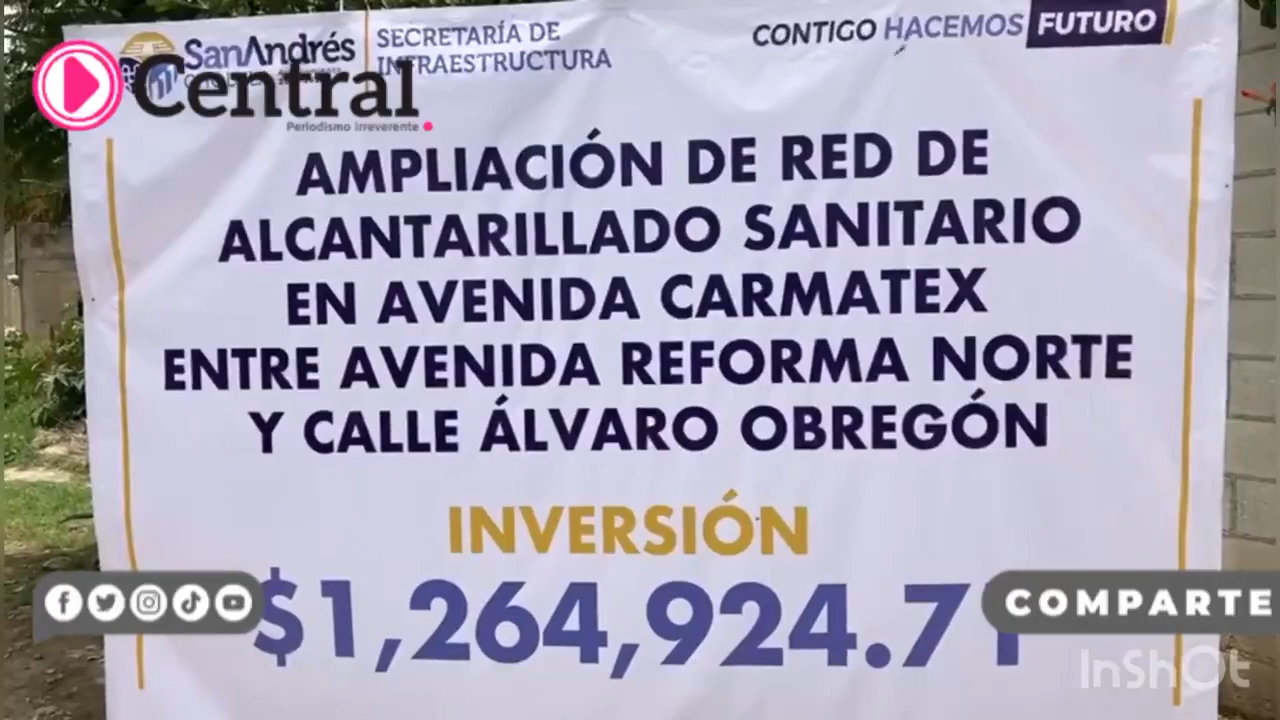 SanAndrés
SECRETARÍA DE
INFRAESTRUCTURA
CONTIGO HACEMOS FUTURO
Central
Periodismo Irreverente
AMPLIACIÓN DE RED DE
ALCANTARILLADO SANITARIO
EN AVENIDA CARMATEX
ENTRE AVENIDA REFORMA NORTE
Y CALLE ÁLVARO OBREGÓN
INVERSIÓN
$1,264,924.71
COMPARTE
InShOt